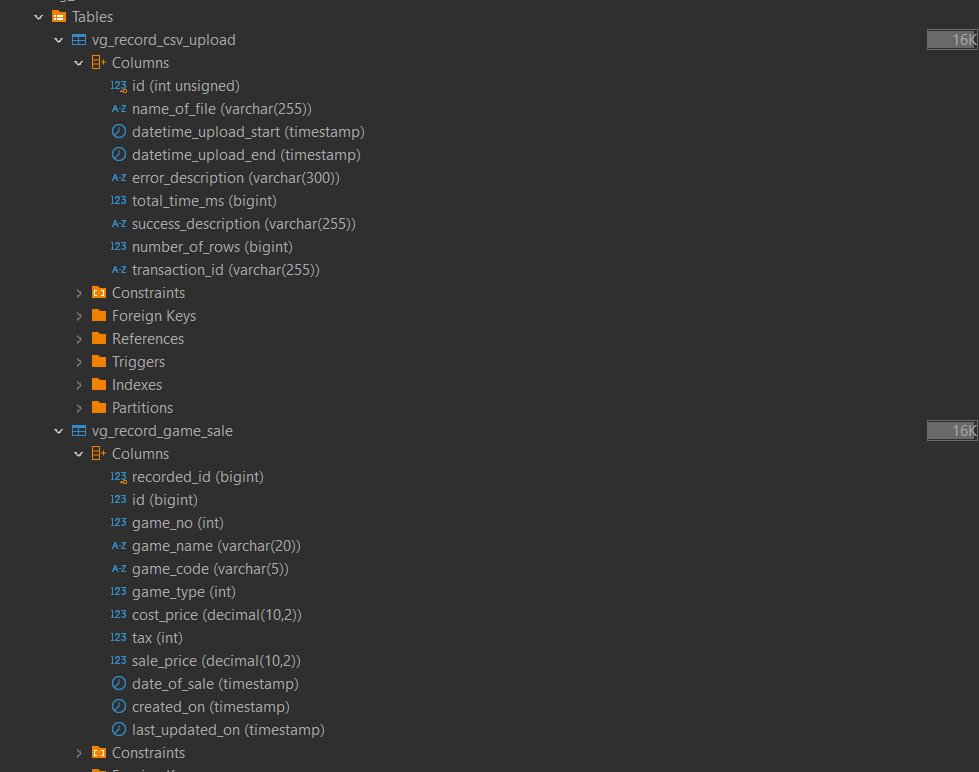 Tables
vg_record_csv_upload 16K
Columns
123 id (int unsigned)
A-Z name_of_file (varchar(255))
datetime_upload_start (timestamp)
datetime_upload_end (timestamp)
A-Z error_description (varchar(300))
123 total_time_ms (bigint)
A-Z success_description (varchar(255))
123 number_of_rows (bigint)
A-Z transaction_id (varchar(255))
Constraints
Foreign Keys
References
Triggers
Indexes
Partitions
vg_record_game_sale 16K
Columns
123 recorded_id (bigint)
123 id (bigint)
123 game_no (int)
A-Z game_name (varchar(20))
A-Z game_code (varchar(5))
123 game_type (int)
123 cost_price (decimal(10,2))
123 tax (int)
123 sale_price (decimal(10,2))
date_of_sale (timestamp)
created_on (timestamp)
last_updated_on (timestamp)
Constraints